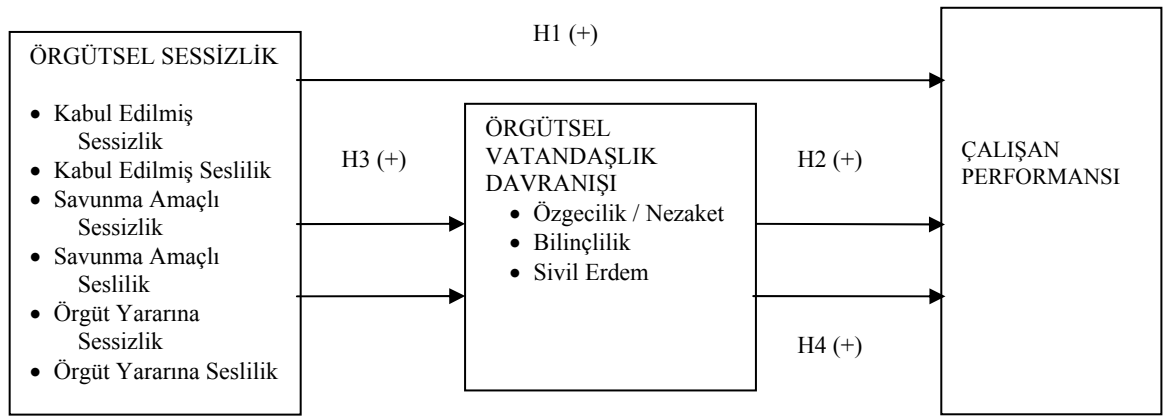 H1 (+)
ÖRGÜTSEL SESSİZLİK
• Kabul Edilmiş
Sessizlik
• Kabul Edilmiş Seslilik
• Savunma Amaçlı
Sessizlik
• Savunma Amaçlı
Seslilik
• Örgüt Yararına
Sessizlik
• Örgüt Yararına Seslilik
H3 (+)
ÖRGÜTSEL
VATANDAŞLIK
DAVRANIŞI
• Özgecilik / Nezaket
• Bilinçlilik
• Sivil Erdem
H2 (+)
H4 (+)
ÇALIŞAN
PERFORMANSI